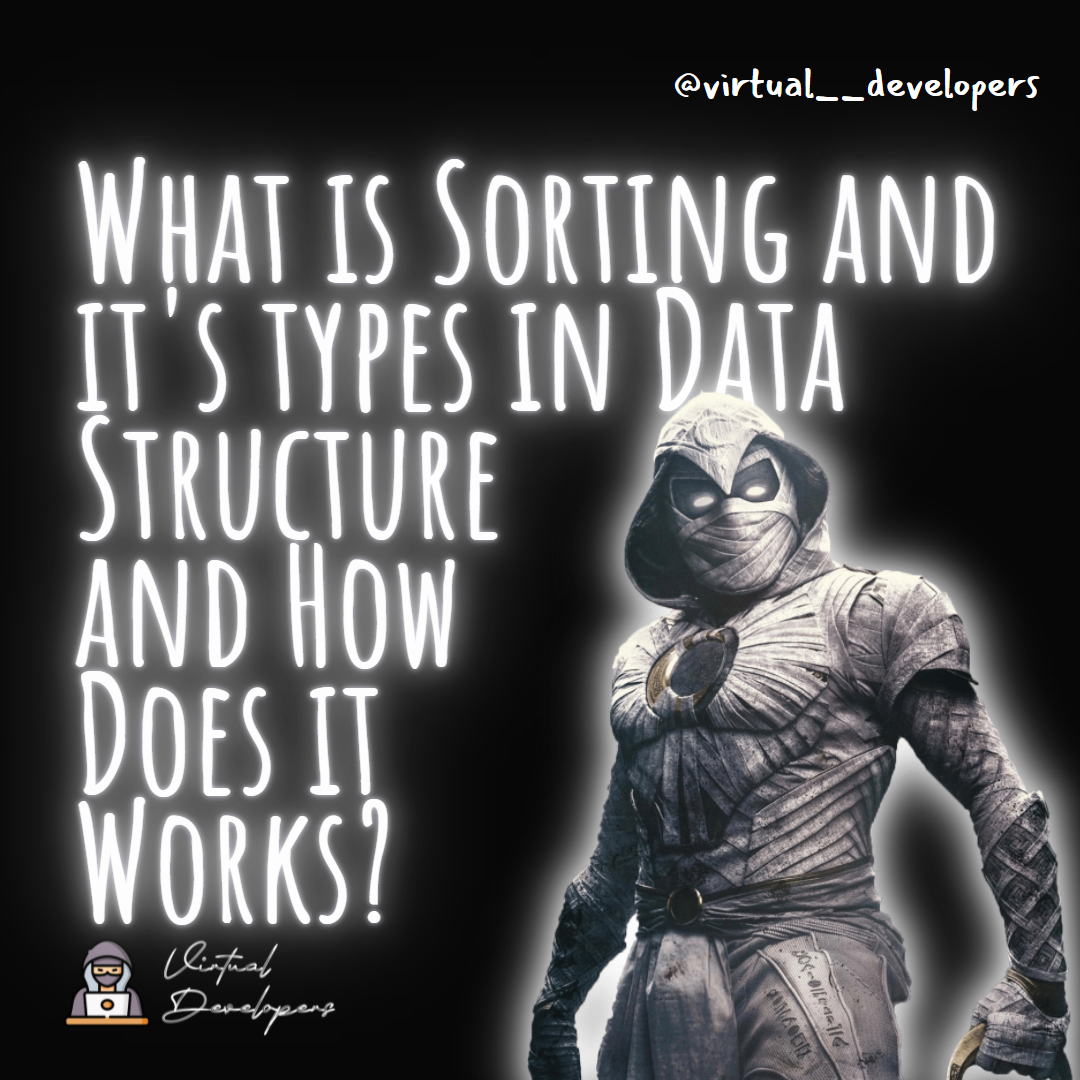 @virtual__developers
What is Sorting and
it's types in Data
Structure
and How
Does it
Works?
Virtual
Developers